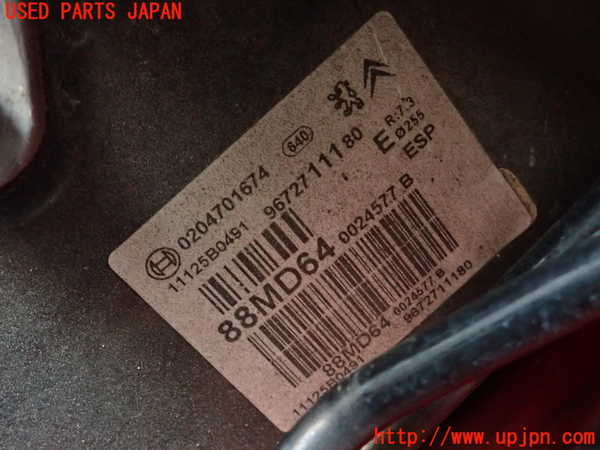 USED PARTS JAPAN
R:7.3
E Ø255
ESP
640
0204701674
9672711180
11125B0491
88MD64
0024577.B
88MD64
0024577.B
11125B0491
9672711180
http://www.upjpn.com/